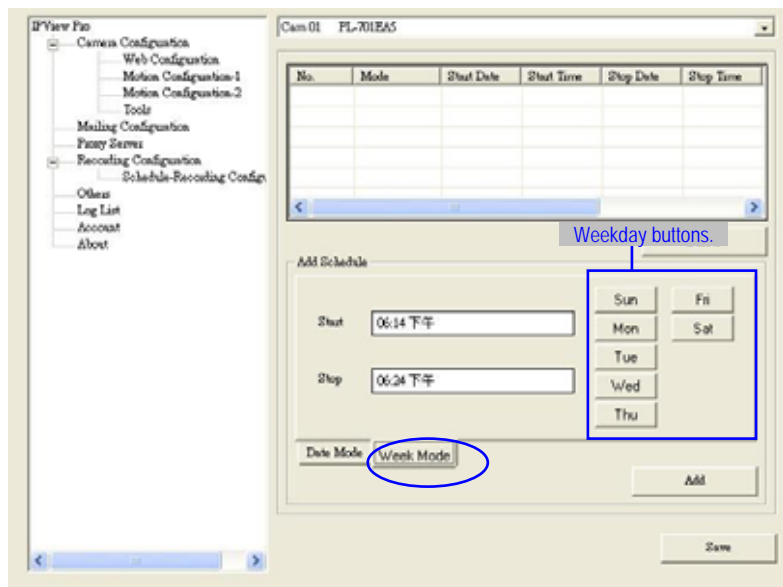 IPView Pro
Camera Configuration
Web Configuration
Motion Configuration-1
Motion Configuration-2
Tools
Mailing Configuration
Proxy Server
Recording Configuration
Schedule-Recording Configu
Others
Log List
Account
About
Cam 01 PL-701EA5
No. Mode Start Date Start Time Stop Date Stop Time
Weekday buttons.
Add Schedule
Start 06:14 下午
Stop 06:24 下午
Sun Fri
Mon Sat
Tue
Wed
Thu
Date Mode Week Mode
Add
Save